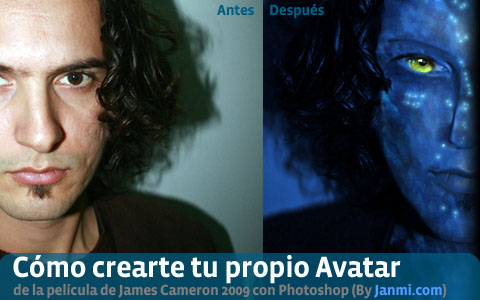 Antes Después
Cómo crearte tu propio Avatar
de la película de James Cameron 2009 con Photoshop (By Janmi.com)